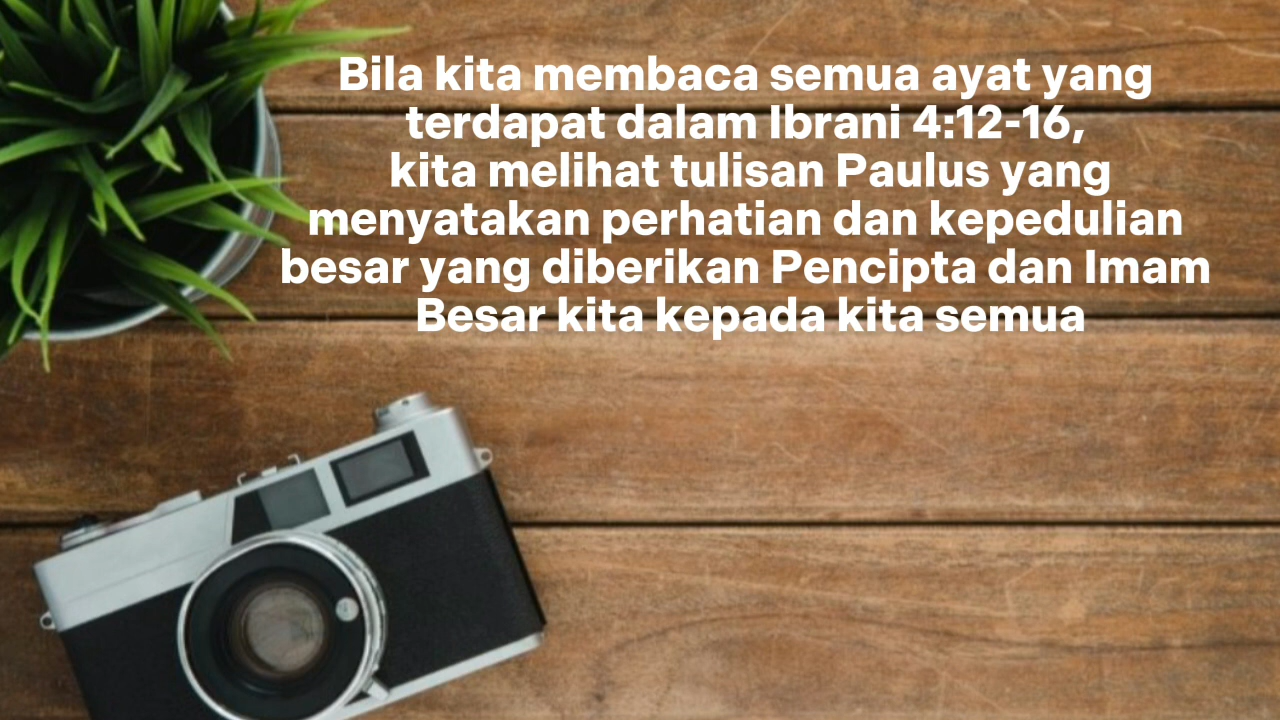 Bila kita membaca semua ayat yang
terdapat dalam Ibrani 4:12-16,
kita melihat tulisan Paulus yang
menyatakan perhatian dan kepedulian
besar yang diberikan Pencipta dan Imam
Besar kita kepada kita semua